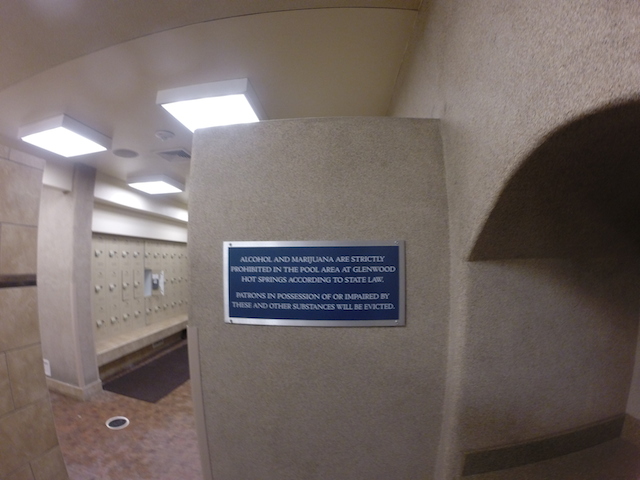 ALCOHOL AND MARIJUANA ARE STRICTLY
PROHIBITED IN THE POOL AREA AT GLENWOOD
HOT SPRINGS ACCORDING TO STATE LAW.
PATRONS IN POSSESSION OF OR IMPAIRED BY
THESE AND OTHER SUBSTANCES WILL BE EVICTED.